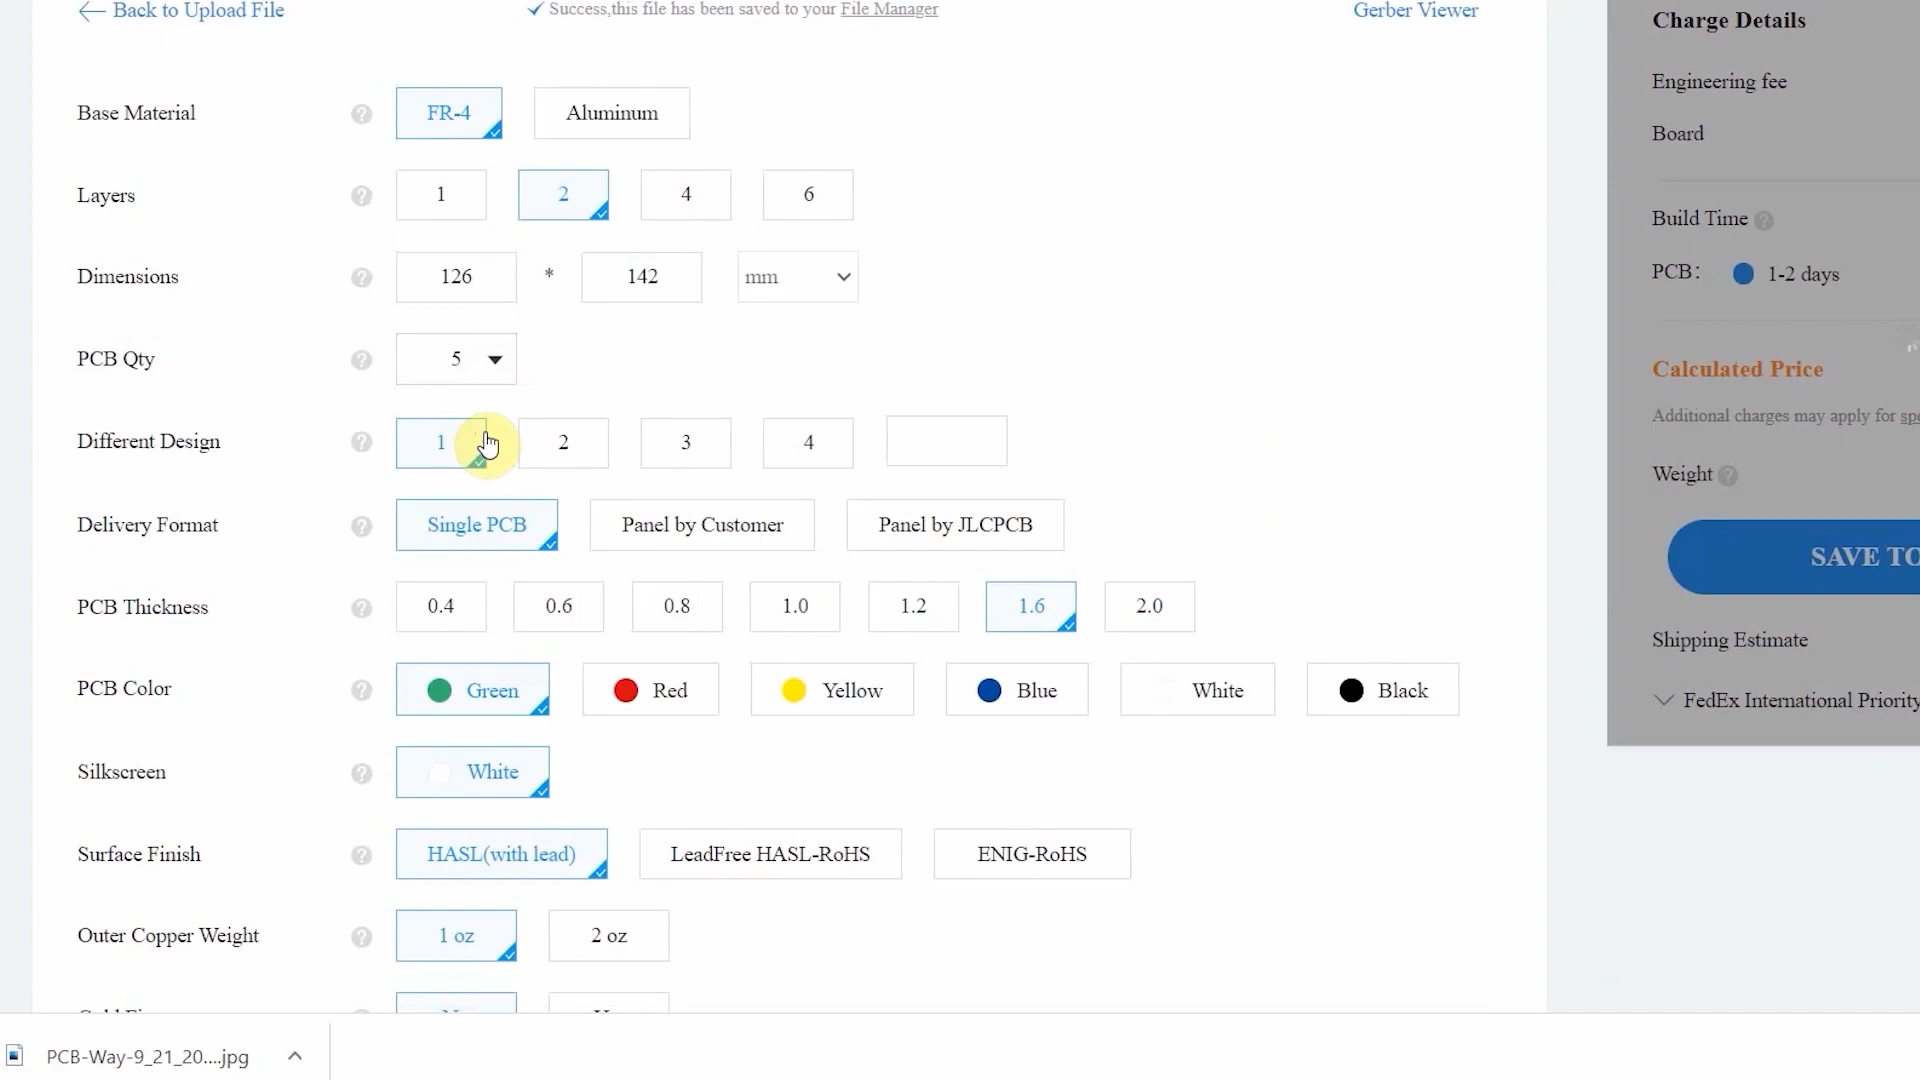 Back to Upload File
Success,this file has been saved to your File Manager
Gerber Viewer
Base Material
FR-4
Aluminum
Layers
1
2
4
6
Dimensions
126
*
142
mm
PCB Qty
5
Different Design
1
2
3
4
Delivery Format
Single PCB
Panel by Customer
Panel by JLCPCB
PCB Thickness
0.4
0.6
0.8
1.0
1.2
1.6
2.0
PCB Color
Green
Red
Yellow
Blue
White
Black
Silkscreen
White
Surface Finish
HASL(with lead)
LeadFree HASL-RoHS
ENIG-RoHS
Outer Copper Weight
1 oz
2 oz
Charge Details
Engineering fee
Board
Build Time
PCB:
1-2 days
Calculated Price
Additional charges may apply for
Weight
SAVE TO
Shipping Estimate
FedEx International Priority
PCB-Way-9_21_20....jpg